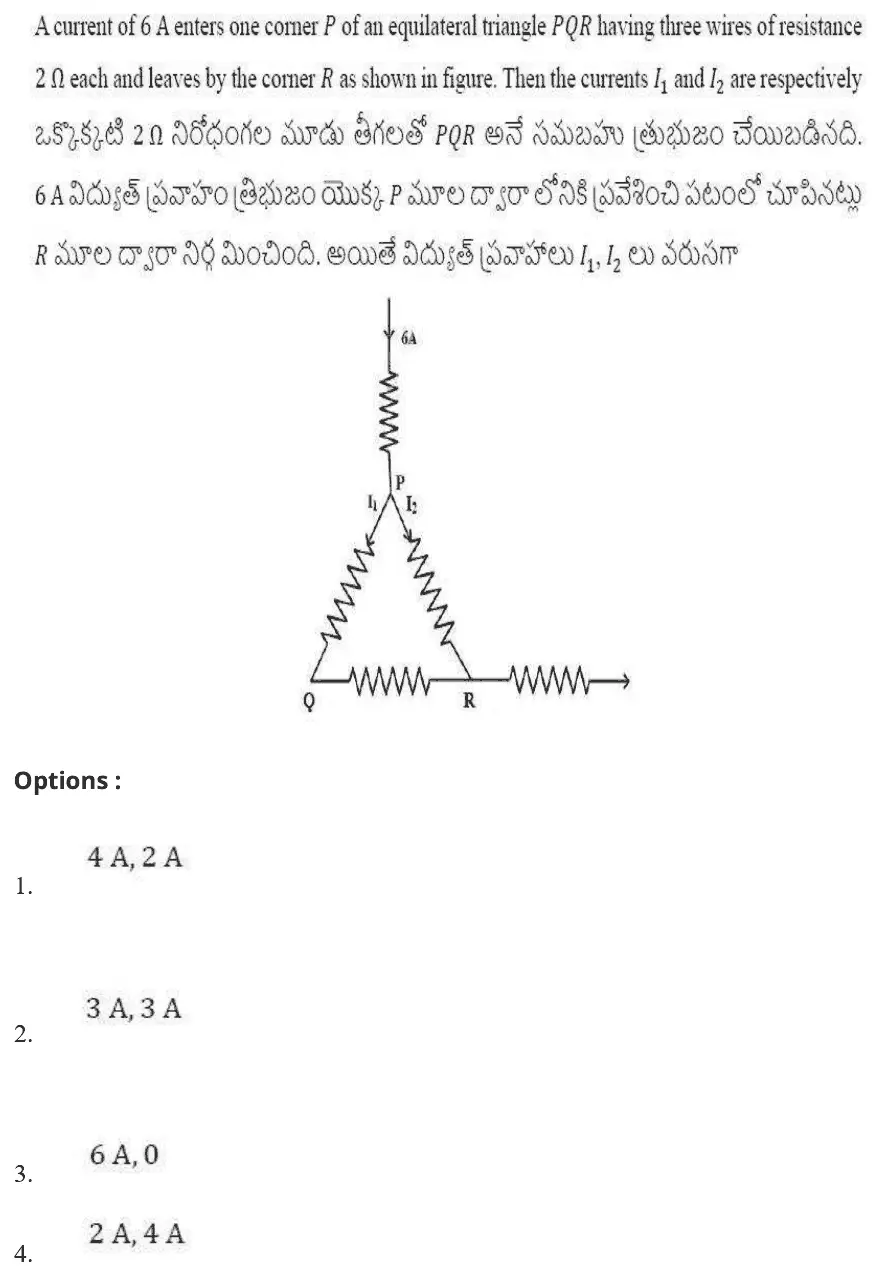 A current of 6 A enters one corner P of an equilateral triangle PQR having three wires of resistance
2 Ω each and leaves by the corner R as shown in figure. Then the currents I₁ and I₂ are respectively
ఒక్కొక్కటి 2 Ω నిరోధంగల మూడు తీగలతో PQR అనే సమబహు త్రుభుజం చేయబడినది.
6 A విద్యుత్ ప్రవాహం త్రిభుజం యొక్క P మూల ద్వారా లోనికి ప్రవేశించి పటంలో చూపినట్లు
R మూల ద్వారా నిర్గ మించింది. అయితే విద్యుత్ ప్రవాహాలు I₁, I₂ లు వరుసగా
6A
P
I₁ I₂
Q R
Options :
4 A, 2 A
1.
3 A, 3 A
2.
6 A, 0
3.
2 A, 4 A
4.